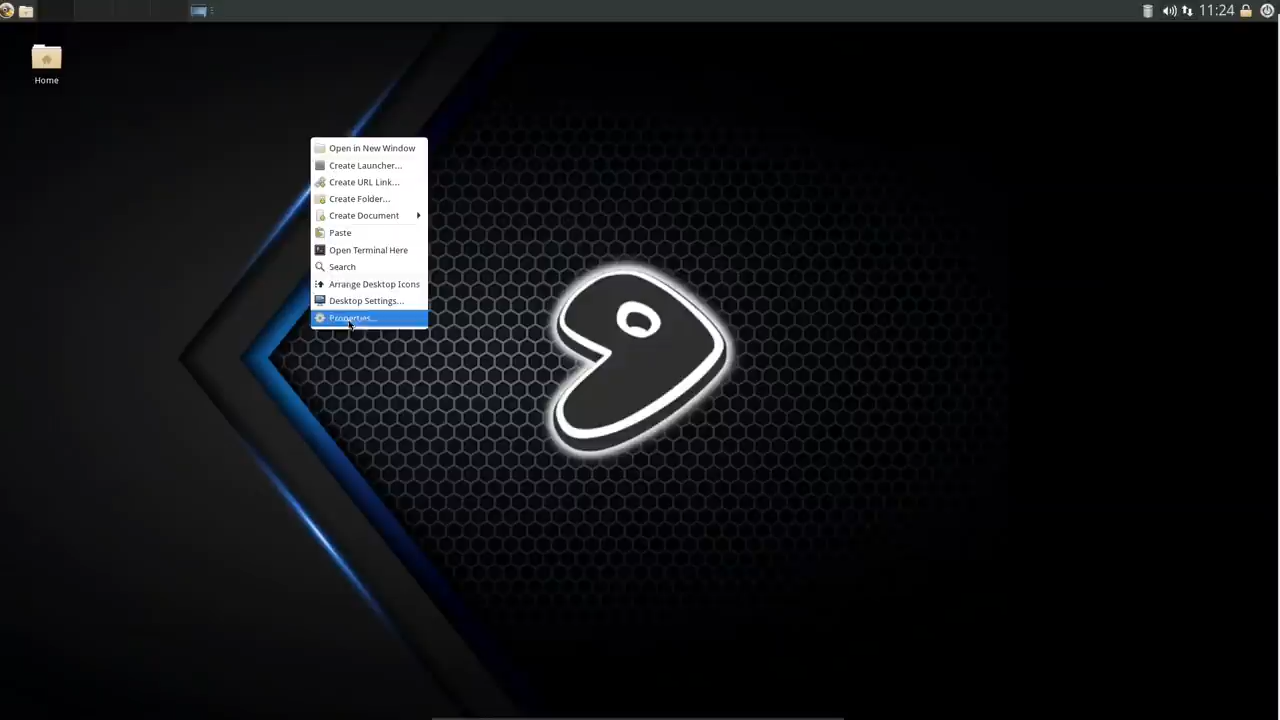 11:24
Home
Open in New Window
Create Launcher...
Create URL Link...
Create Folder...
Create Document
Paste
Open Terminal Here
Search
Arrange Desktop Icons
Desktop Settings...
Properties...